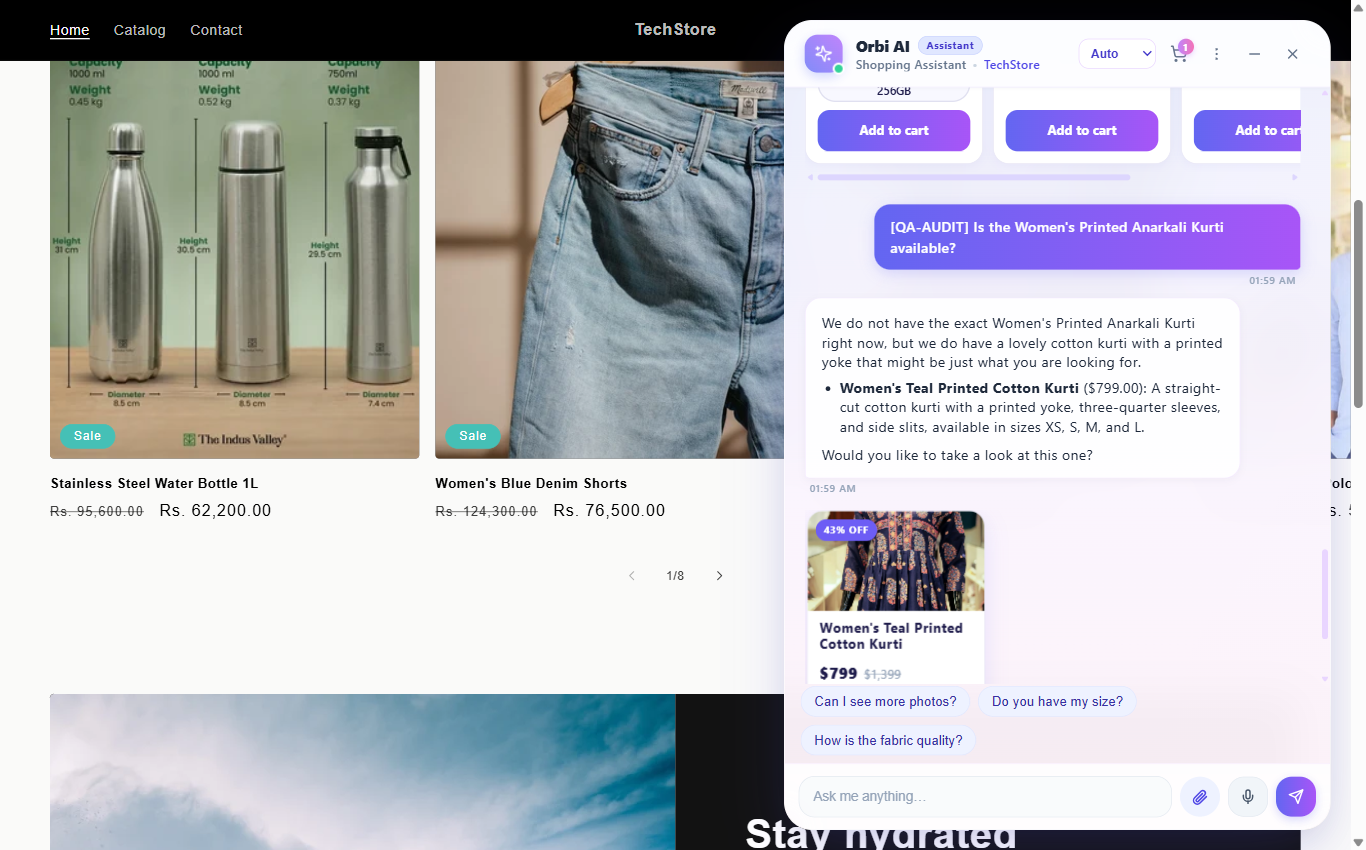 Home
Catalog
Contact
TechStore
Capacity
1000 ml
Weight
0.45 kg
Capacity
1000 ml
Weight
0.52 kg
Capacity
750ml
Weight
0.37 kg
Height
31 cm
Height
30.5 cm
Height
29.5 cm
Diameter
8.5 cm
Diameter
8.5 cm
Diameter
7.4 cm
The Indus Valley
Sale
Madewell
Sale
Stainless Steel Water Bottle 1L
Rs. 95,600.00 Rs. 62,200.00
Women's Blue Denim Shorts
Rs. 124,300.00 Rs. 76,500.00
1/8
Stay hydrated
Orbi AI Assistant
Shopping Assistant • TechStore
Auto
1
256GB
Add to cart
Add to cart
Add to cart
[QA-AUDIT] Is the Women's Printed Anarkali Kurti
available?
01:59 AM
We do not have the exact Women's Printed Anarkali Kurti
right now, but we do have a lovely cotton kurti with a printed
yoke that might be just what you are looking for.
• Women's Teal Printed Cotton Kurti ($799.00): A straight-
cut cotton kurti with a printed yoke, three-quarter sleeves,
and side slits, available in sizes XS, S, M, and L.
Would you like to take a look at this one?
01:59 AM
43% OFF
Women's Teal Printed
Cotton Kurti
$799 $1,399
Can I see more photos?
Do you have my size?
How is the fabric quality?
Ask me anything…